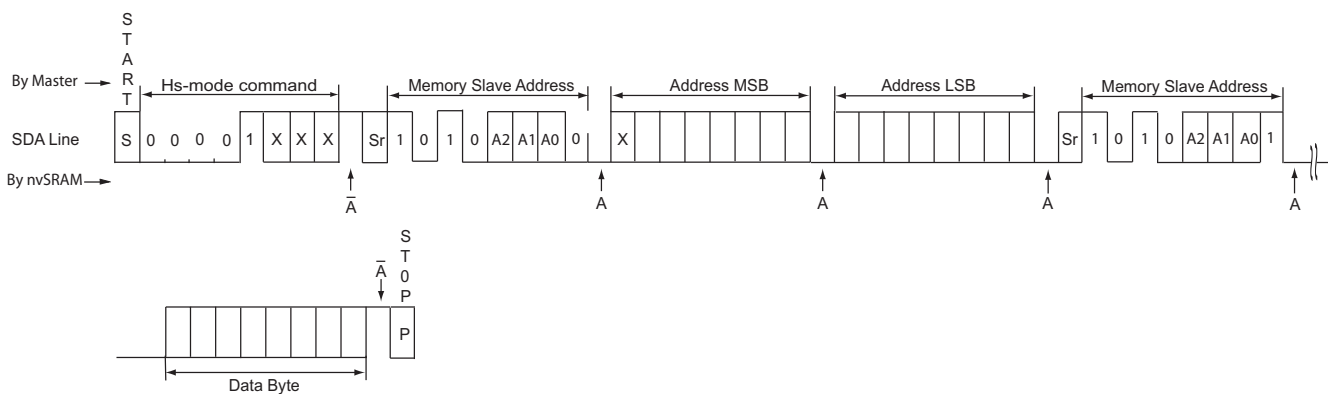 START
By Master
Hs-mode command
Memory Slave Address
Address MSB
Address LSB
Memory Slave Address
SDA Line
S 0 0 0 0 1 X X X Sr 1 0 1 0 A2 A1 A0 0 X Sr 1 0 1 0 A2 A1 A0 1
By nvSRAM
A̅
A
A
A
A
A̅
ST0P
P
Data Byte